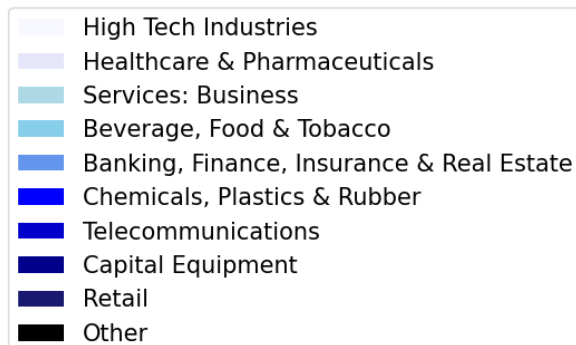 High Tech Industries
Healthcare & Pharmaceuticals
Services: Business
Beverage, Food & Tobacco
Banking, Finance, Insurance & Real Estate
Chemicals, Plastics & Rubber
Telecommunications
Capital Equipment
Retail
Other